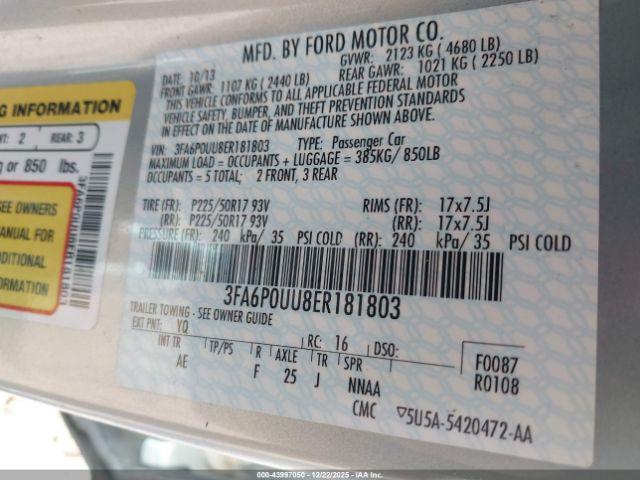 MFD. BY FORD MOTOR CO.
DATE: 10/13
GVWR: 2123 KG ( 4680 LB)
FRONT GAWR: 1107 KG ( 2440 LB)
REAR GAWR: 1021 KG ( 2250 LB)
THIS VEHICLE CONFORMS TO ALL APPLICABLE FEDERAL MOTOR
VEHICLE SAFETY, BUMPER, AND THEFT PREVENTION STANDARDS
IN EFFECT ON THE DATE OF MANUFACTURE SHOWN ABOVE.
VIN: 3FA6P0UU8ER181803
TYPE: Passenger Car
MAXIMUM LOAD = OCCUPANTS + LUGGAGE = 385KG/ 850LB
OCCUPANTS = 5 TOTAL; 2 FRONT, 3 REAR
TIRE (FR): P225/50R17 93V RIMS (FR): 17x7.5J
(RR): P225/50R17 93V (RR): 17x7.5J
PRESSURE (FR): 240 kPa/ 35 PSI COLD (RR): 240 kPa/ 35 PSI COLD
3FA6P0UU8ER181803
TRAILER TOWING - SEE OWNER GUIDE
EXT PNT: YQ RC: 16 DSO:
INT TR TP/PS R AXLE TR SPR
AE F 25 J NNAA
F0087
R0108
CMC 5U5A-5420472-AA
INFORMATION
2 REAR: 3
or 850 lbs.
SEE OWNERS
MANUAL FOR
ADDITIONAL
INFORMATION
3FA6P0UU8ER181803
000-43997050 - 12/22/2025 - IAAI.COM